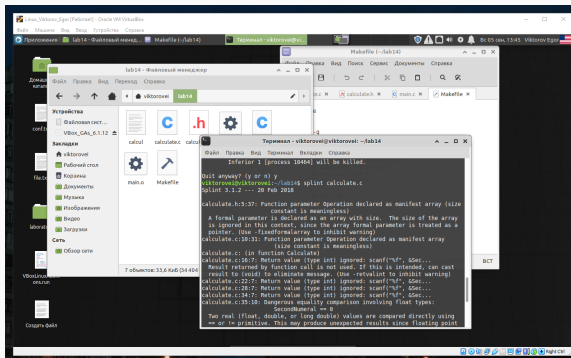 Linux_Viktorov_Egor [Работает] - Oracle VM VirtualBox
Файл Машина Вид Ввод Устройства Справка
Приложения lab14 - Файловый менед... Makefile (~/lab14) Терминал - viktorovei@vi... Вс 05 сен, 13:45 Viktorov Egor
Makefile (~/lab14)
Файл Правка Вид Поиск Сервис Документы Справка
calculate.h × main.c × Makefile ×
lab14 - Файловый менеджер
Файл Правка Вид Переход Справка
viktorovei lab14
Устройства
Файловая сист...
VBox_GAs_6.1.12
Закладки
viktorovei
Рабочий стол
Корзина
Документы
Музыка
Изображения
Видео
Загрузки
Сеть
Обзор сети
calcul calculate.c
main.o Makefile
7 объектов: 33,6 КиБ (34 404
ВСТ
Создать файл
Терминал - viktorovei@viktorovei: ~/lab14
Файл Правка Вид Терминал Вкладки Справка
Inferior 1 [process 10464] will be killed.
Quit anyway? (y or n) y
viktorovei@viktorovei:~/lab14$ splint calculate.c
Splint 3.1.2 --- 20 Feb 2018
calculate.h:5:37: Function parameter Operation declared as manifest array (size
constant is meaningless)
A formal parameter is declared as an array with size. The size of the array
is ignored in this context, since the array formal parameter is treated as a
pointer. (Use -fixedformalarray to inhibit warning)
calculate.c:10:31: Function parameter Operation declared as manifest array
(size constant is meaningless)
calculate.c: (in function Calculate)
calculate.c:16:7: Return value (type int) ignored: scanf("%f", &Sec...
Result returned by function call is not used. If this is intended, can cast
result to (void) to eliminate message. (Use -retvalint to inhibit warning)
calculate.c:22:7: Return value (type int) ignored: scanf("%f", &Sec...
calculate.c:28:7: Return value (type int) ignored: scanf("%f", &Sec...
calculate.c:34:7: Return value (type int) ignored: scanf("%f", &Sec...
calculate.c:35:10: Dangerous equality comparison involving float types:
SecondNumeral == 0
Two real (float, double, or long double) values are compared directly using
== or != primitive. This may produce unexpected results since floating point
Right Ctrl